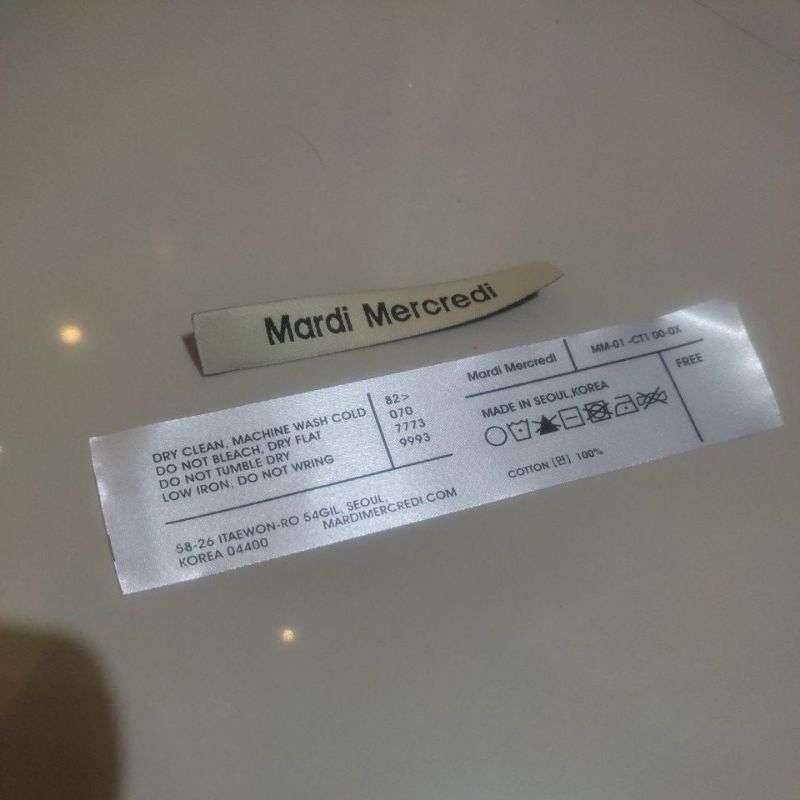 Mardi Mercredi
DRY CLEAN, MACHINE WASH COLD
DO NOT BLEACH, DRY FLAT
DO NOT TUMBLE DRY
LOW IRON, DO NOT WRING
82>
070
7773
9993
58-26 ITAEWON-RO 54GIL, SEOUL,
KOREA 04400
MARDIMERCREDI.COM
Mardi Mercredi
MM-01 -CT1 00-0X
MADE IN SEOUL,KOREA
FREE
COTTON [면] 100%